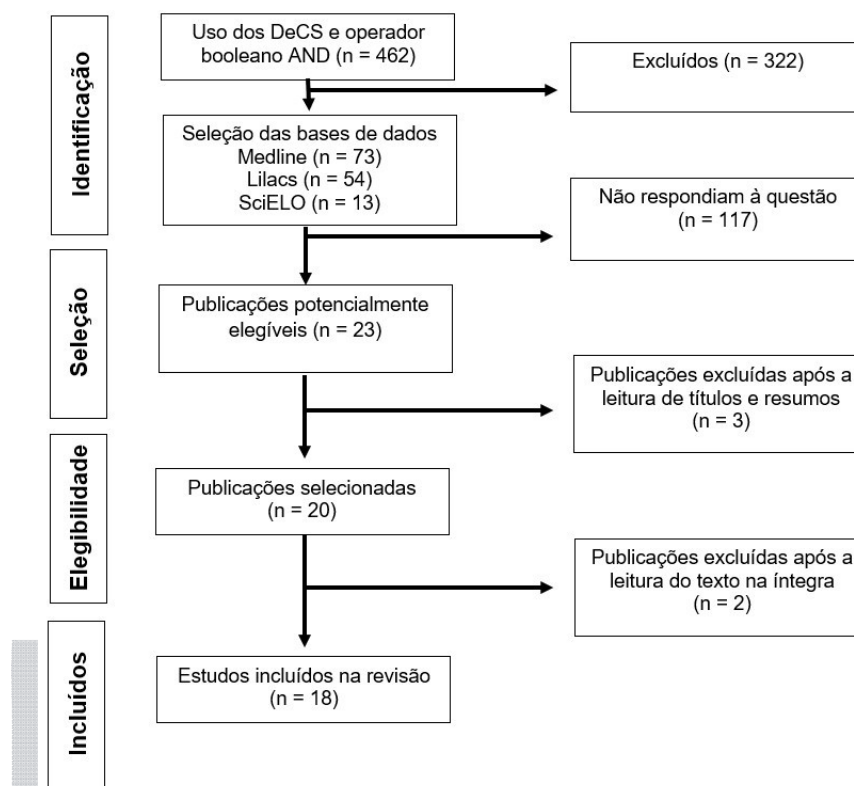 Identificação
Uso dos DeCS e operador
booleano AND (n = 462)
Excluídos (n = 322)
Seleção das bases de dados
Medline (n = 73)
Lilacs (n = 54)
SciELO (n = 13)
Não respondiam à questão
(n = 117)
Seleção
Publicações potencialmente
elegíveis (n = 23)
Publicações excluídas após a
leitura de títulos e resumos
(n = 3)
Elegibilidade
Publicações selecionadas
(n = 20)
Publicações excluídas após a
leitura do texto na íntegra
(n = 2)
Incluídos
Estudos incluídos na revisão
(n = 18)